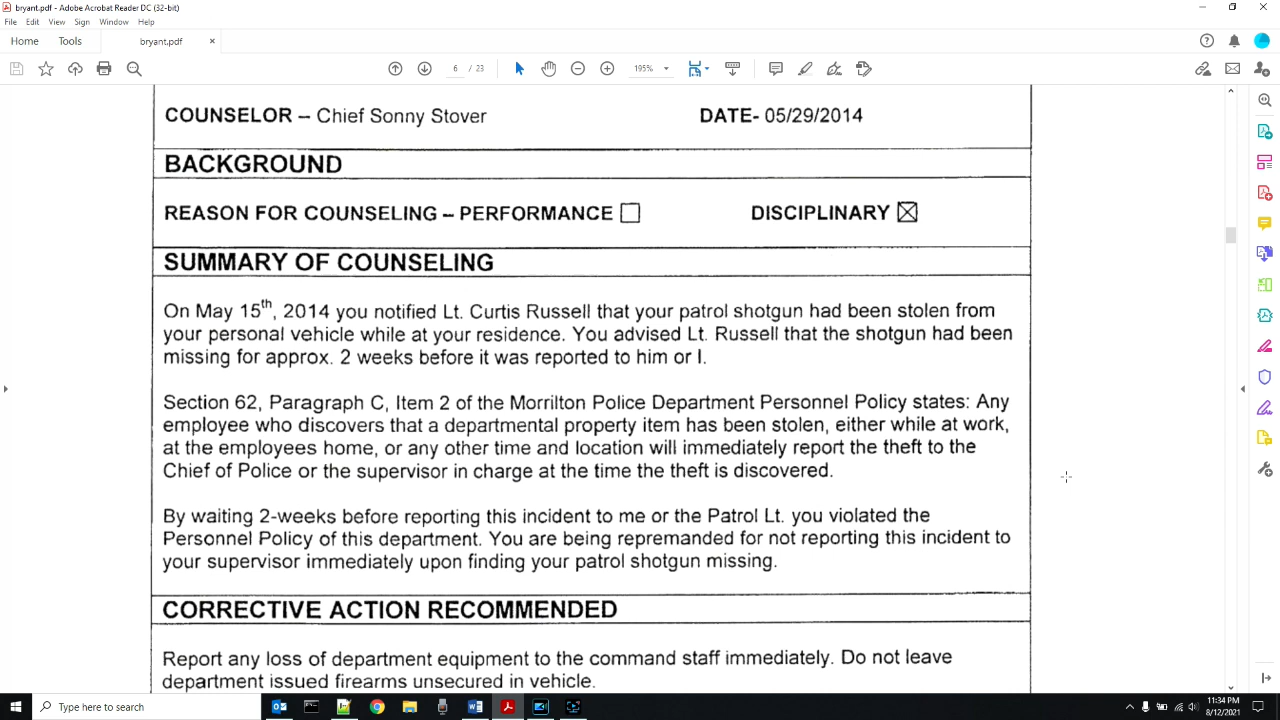 bryant.pdf - Adobe Acrobat Reader DC (32-bit)
File Edit View Sign Window Help
Home Tools bryant.pdf ×
6 / 23 195%
COUNSELOR – Chief Sonny Stover DATE- 05/29/2014
BACKGROUND
REASON FOR COUNSELING – PERFORMANCE DISCIPLINARY
SUMMARY OF COUNSELING
On May 15th, 2014 you notified Lt. Curtis Russell that your patrol shotgun had been stolen from
your personal vehicle while at your residence. You advised Lt. Russell that the shotgun had been
missing for approx. 2 weeks before it was reported to him or I.
Section 62, Paragraph C, Item 2 of the Morrilton Police Department Personnel Policy states: Any
employee who discovers that a departmental property item has been stolen, either while at work,
at the employees home, or any other time and location will immediately report the theft to the
Chief of Police or the supervisor in charge at the time the theft is discovered.
By waiting 2-weeks before reporting this incident to me or the Patrol Lt. you violated the
Personnel Policy of this department. You are being repremanded for not reporting this incident to
your supervisor immediately upon finding your patrol shotgun missing.
CORRECTIVE ACTION RECOMMENDED
Report any loss of department equipment to the command staff immediately. Do not leave
department issued firearms unsecured in vehicle.
Type here to search
11:34 PM
8/12/2021